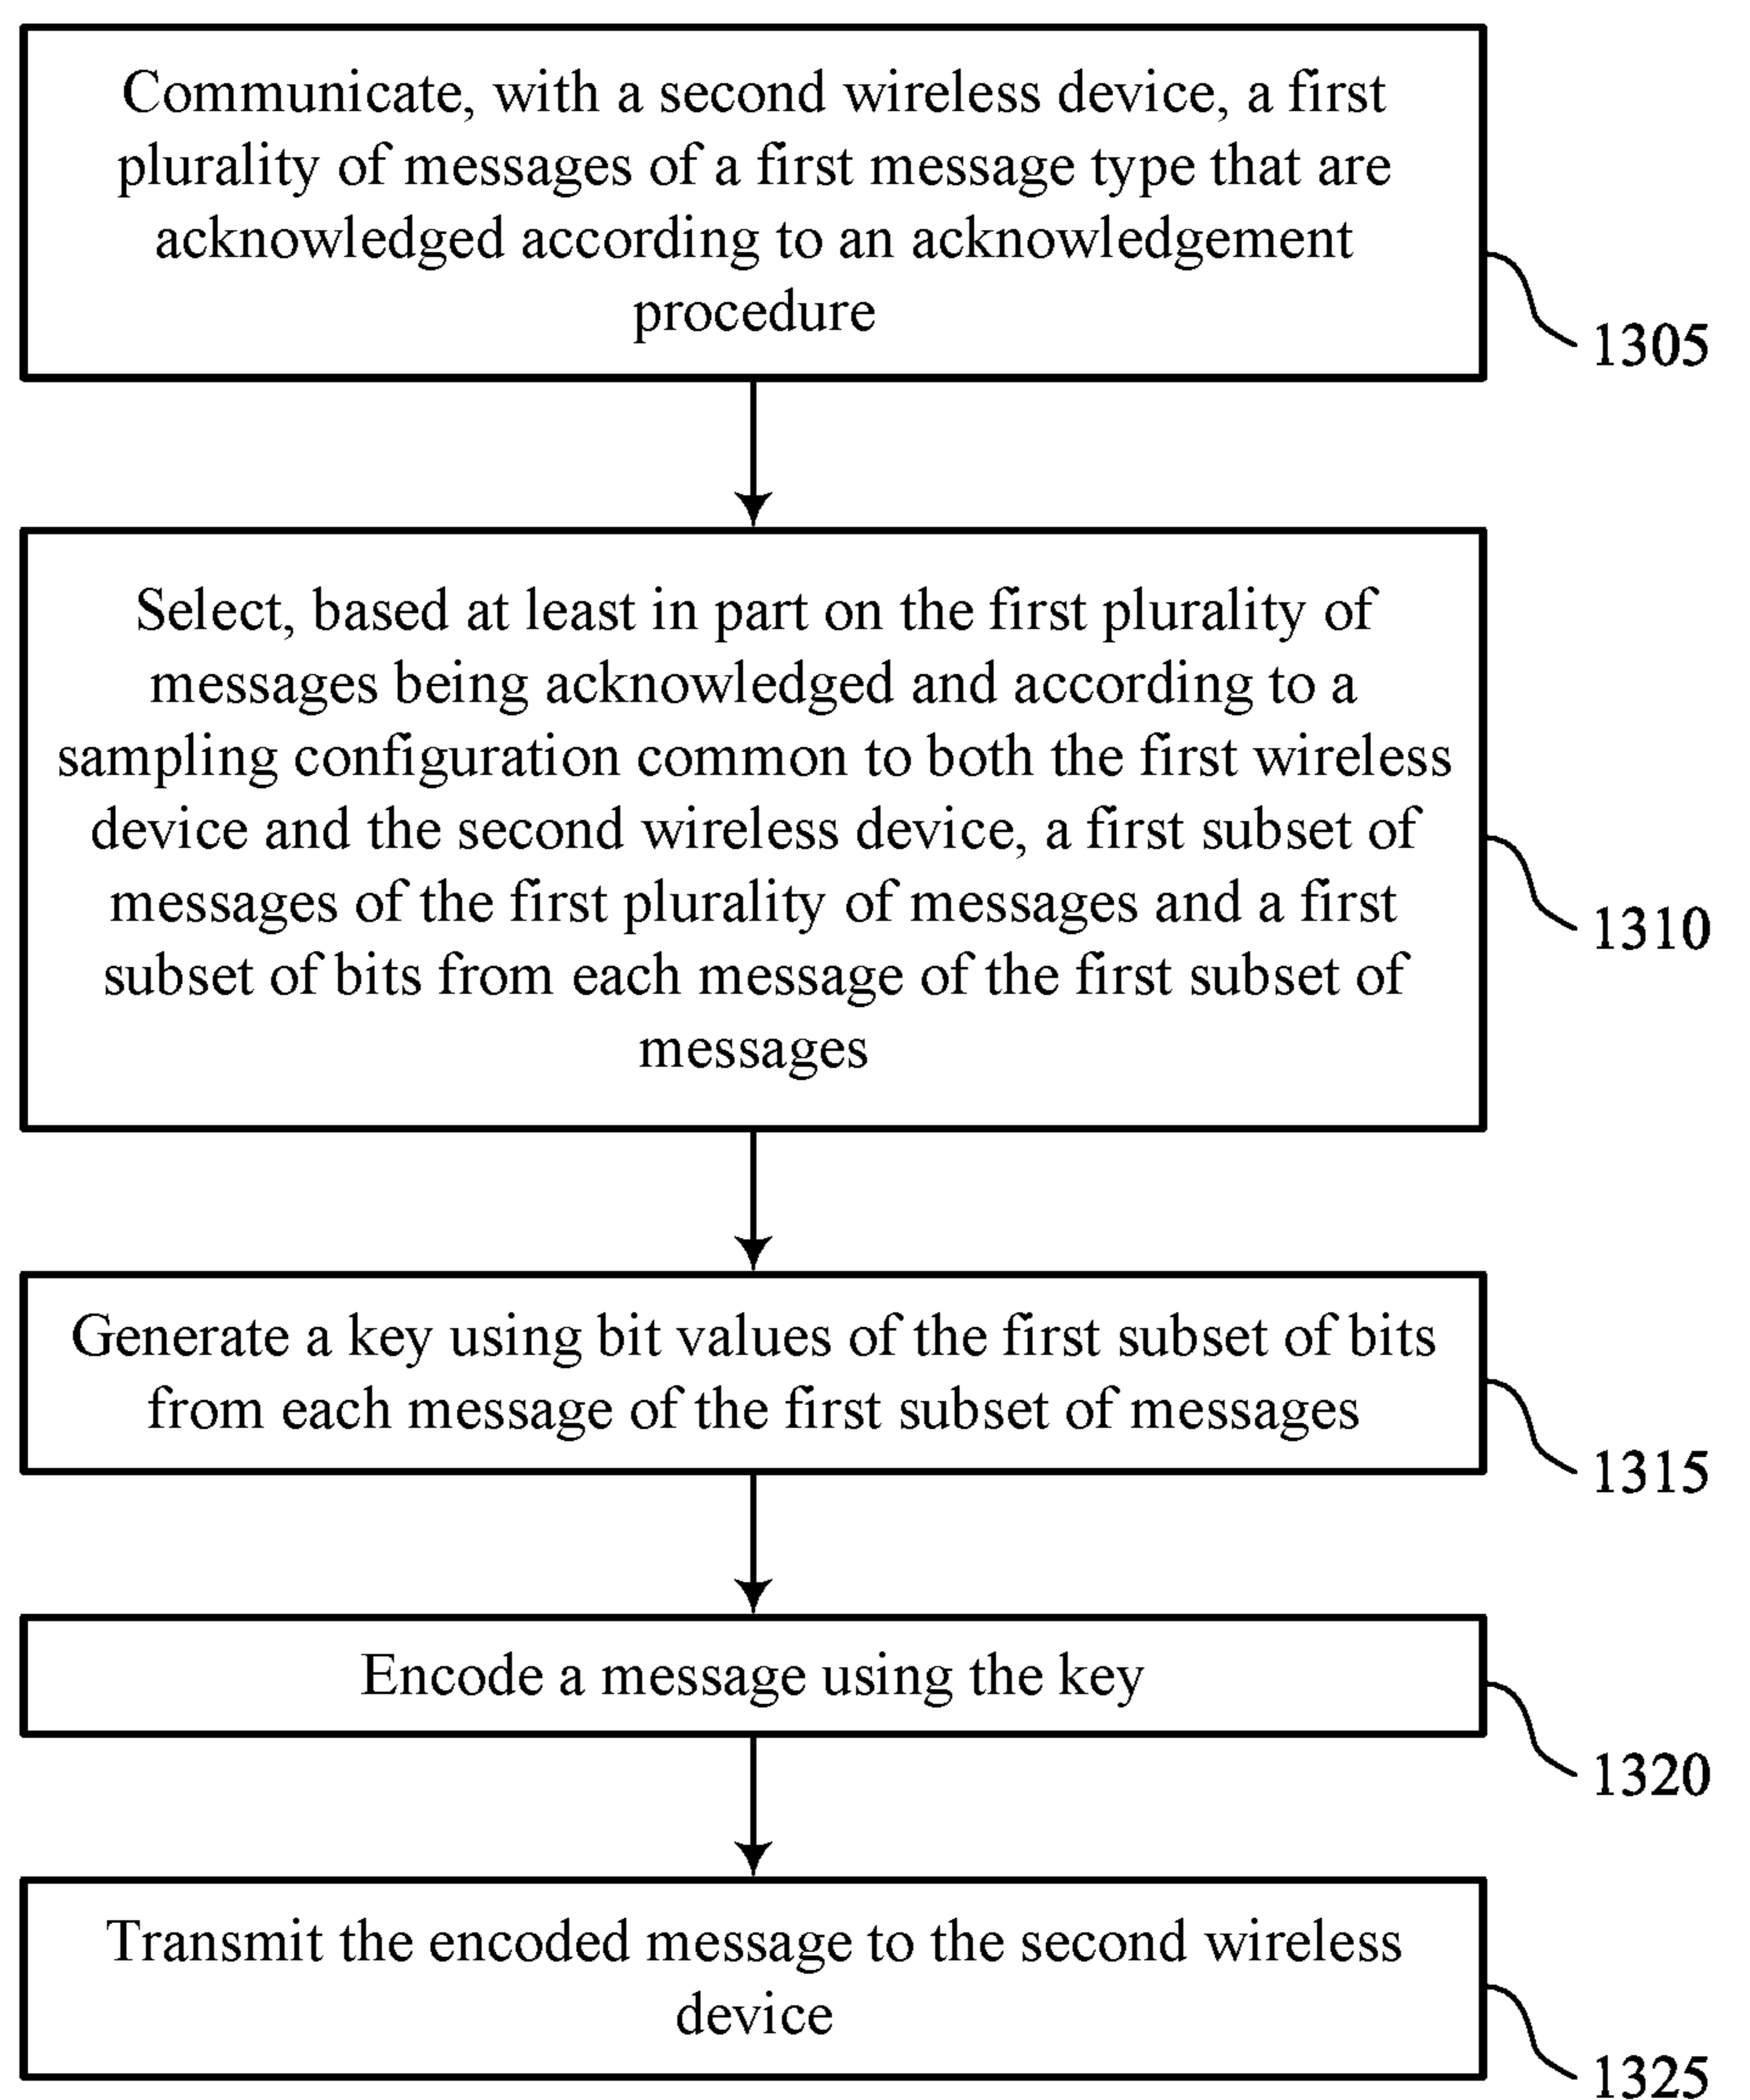 Communicate, with a second wireless device, a first
plurality of messages of a first message type that are
acknowledged according to an acknowledgement
procedure
1305
Select, based at least in part on the first plurality of
messages being acknowledged and according to a
sampling configuration common to both the first wireless
device and the second wireless device, a first subset of
messages of the first plurality of messages and a first
subset of bits from each message of the first subset of
messages
1310
Generate a key using bit values of the first subset of bits
from each message of the first subset of messages
1315
Encode a message using the key
1320
Transmit the encoded message to the second wireless
device
1325